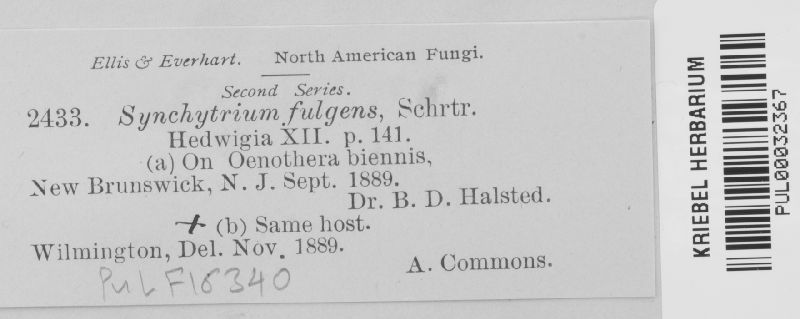 Ellis & Everhart. North American Fungi.
Second Series.
2433. Synchytrium fulgens, Schrtr.
Hedwigia XII. p. 141.
(a) On Oenothera biennis,
New Brunswick, N. J. Sept. 1889.
Dr. B. D. Halsted.
+ (b) Same host.
Wilmington, Del. Nov. 1889.
A. Commons.
PUL F18340
KRIEBEL HERBARIUM
PUL00032367